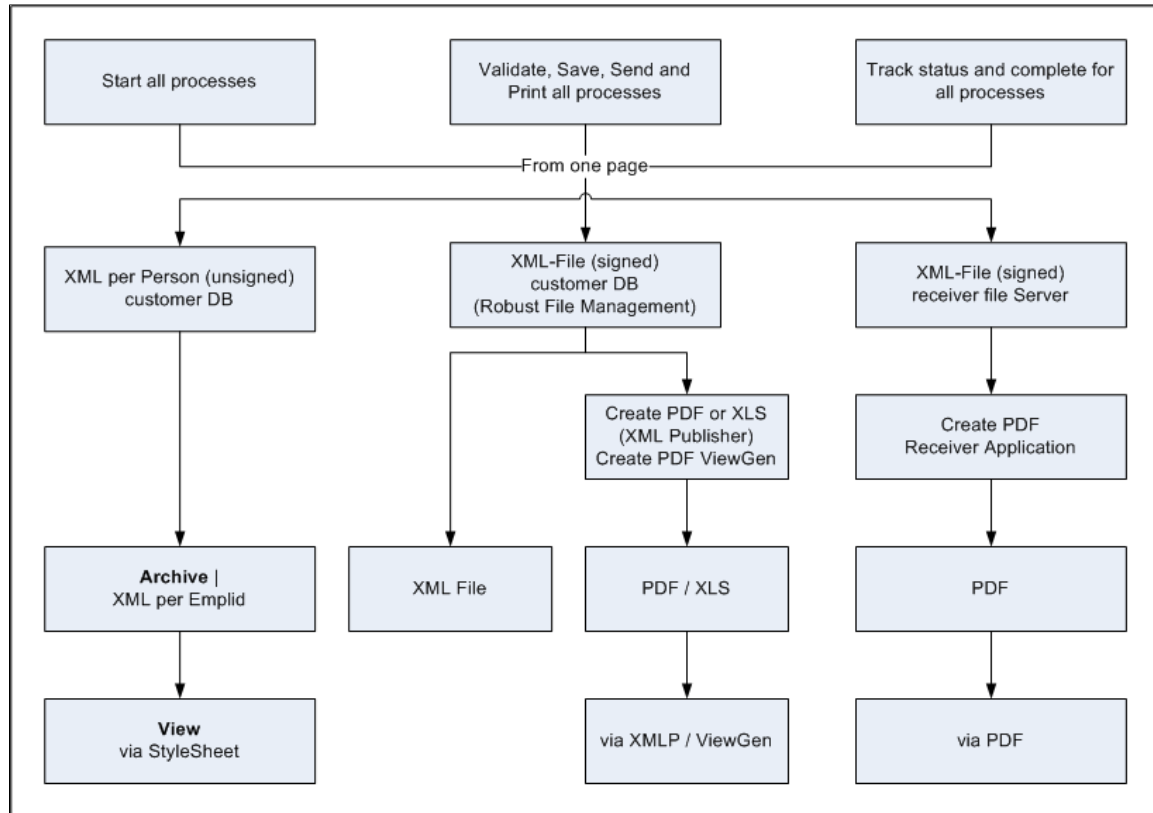 Start all processes
Validate, Save, Send and
Print all processes
Track status and complete for
all processes
From one page
XML per Person (unsigned)
customer DB
XML-File (signed)
customer DB
(Robust File Management)
XML-File (signed)
receiver file Server
Create PDF or XLS
(XML Publisher)
Create PDF ViewGen
Create PDF
Receiver Application
Archive |
XML per Emplid
XML File
PDF / XLS
PDF
View
via StyleSheet
via XMLP / ViewGen
via PDF